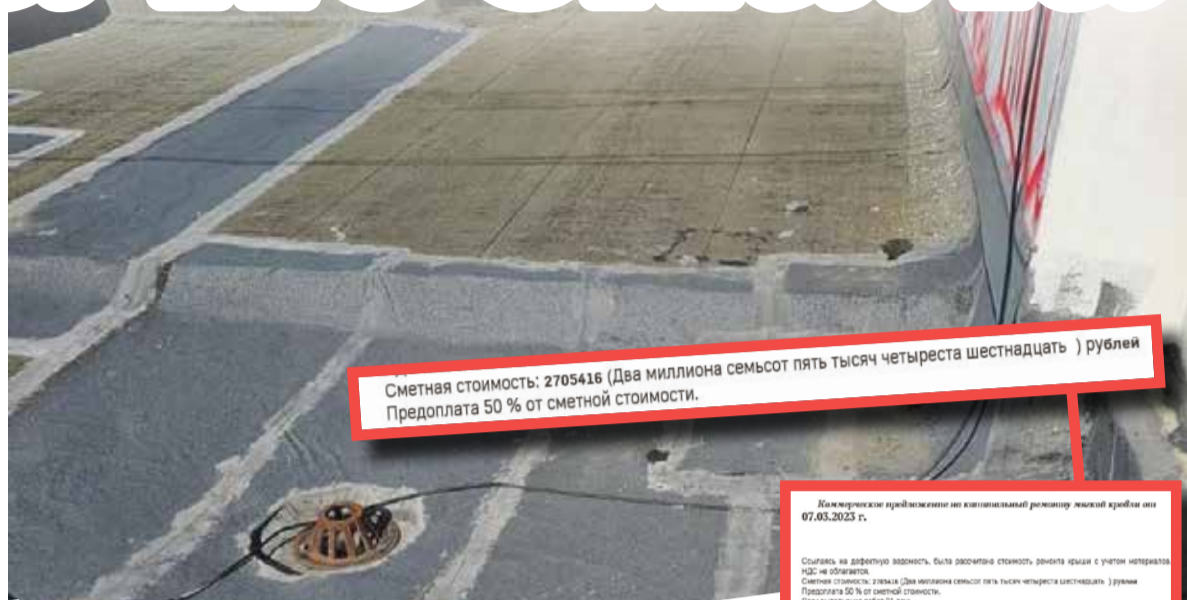 Сметная стоимость: 2705416 (Два миллиона семьсот пять тысяч четыреста шестнадцать ) рублей
Предоплата 50 % от сметной стоимости.
Коммерческое предложение на капитальный ремонту мягкой кровли от
07.03.2023 г.
Ссылаясь на дефектную ведомость, была рассчитана стоимость ремонта крыши с учетом материалов.
НДС не облагается.
Сметная стоимость: 2705416 (Два миллиона семьсот пять тысяч четыреста шестнадцать ) рублей
Предоплата 50 % от сметной стоимости.